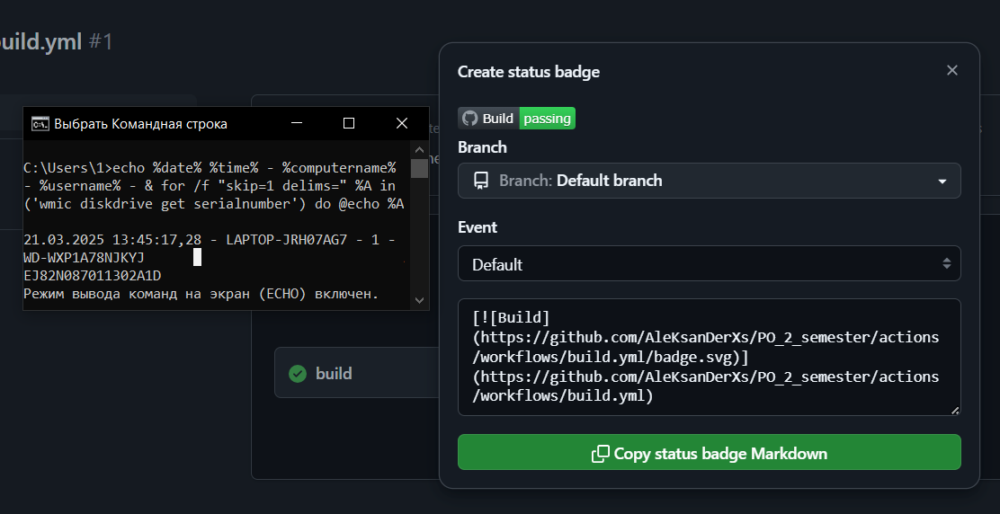 uild.yml #1
Выбрать Командная строка
C:\Users\1>echo %date% %time% - %computername%
- %username% - & for /f "skip=1 delims=" %A in
('wmic diskdrive get serialnumber') do @echo %A
21.03.2025 13:45:17,28 - LAPTOP-JRH07AG7 - 1 -
WD-WXP1A78NJKYJ
EJ82N087011302A1D
Режим вывода команд на экран (ECHO) включен.
build
Create status badge
Build passing
Branch
Branch: Default branch
Event
Default
[![Build]
(https://github.com/AleKsanDerXs/PO_2_semester/actions
/workflows/build.yml/badge.svg)]
(https://github.com/AleKsanDerXs/PO_2_semester/actions
/workflows/build.yml)
Copy status badge Markdown